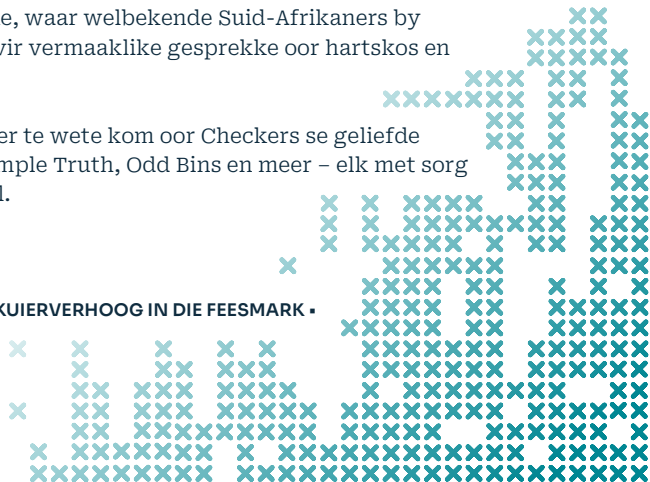 e, waar welbekende Suid-Afrikaners by
vir vermaaklike gesprekke oor hartskos en
er te wete kom oor Checkers se geliefde
mple Truth, Odd Bins en meer – elk met sorg
l.
KUIERVERHOOG IN DIE FEESMARK ▪